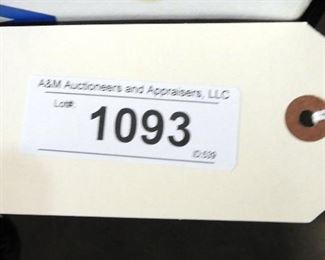 A&M Auctioneers and Appraisers, LLC
Lot#:
1093
ID:539